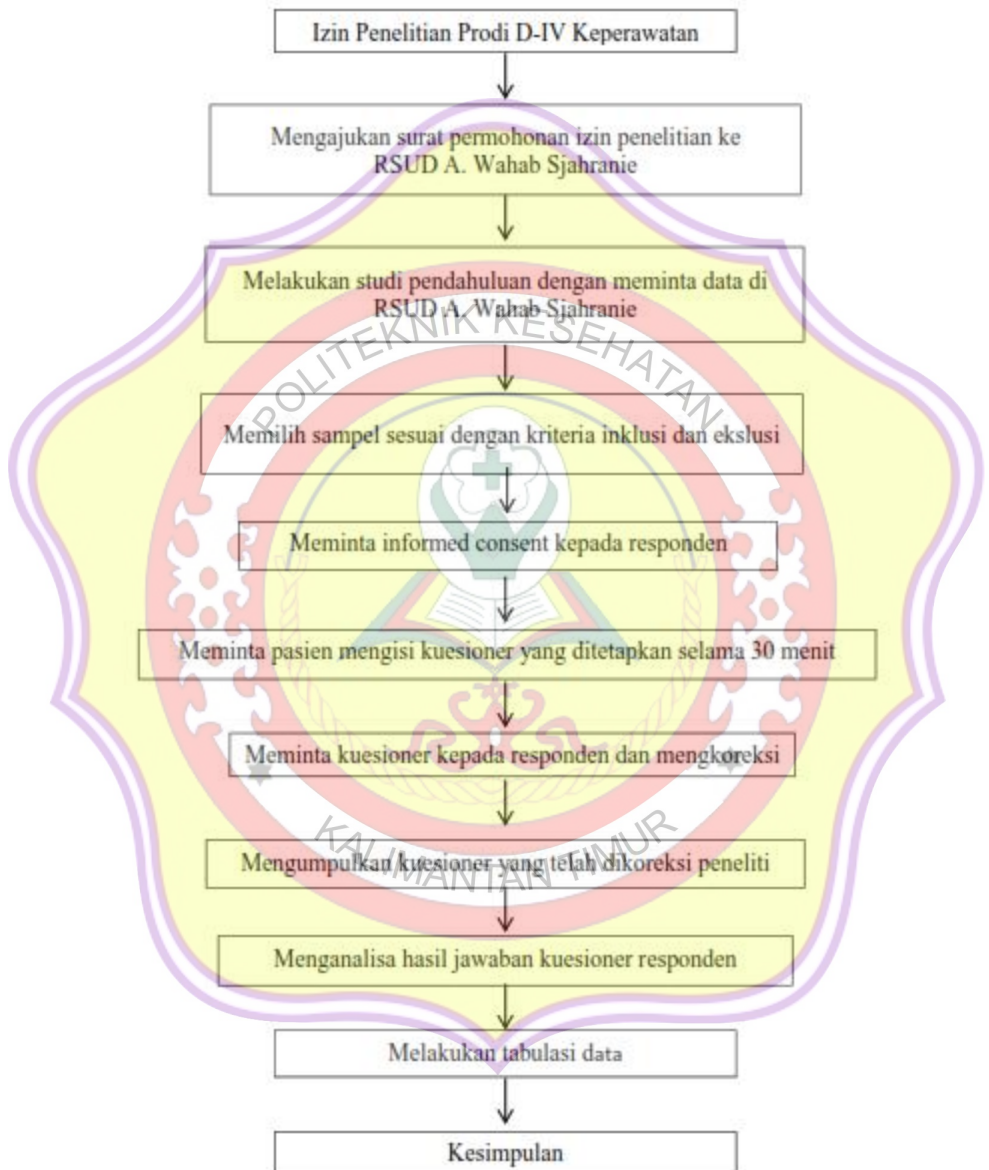 Izin Penelitian Prodi D-IV Keperawatan
Mengajukan surat permohonan izin penelitian ke
RSUD A. Wahab Sjahranie
Melakukan studi pendahuluan dengan meminta data di
RSUD A. Wahab Sjahranie
POLITEKNIK KESEHATAN
Memilih sampel sesuai dengan kriteria inklusi dan ekslusi
Meminta informed consent kepada responden
Meminta pasien mengisi kuesioner yang ditetapkan selama 30 menit
Meminta kuesioner kepada responden dan mengkoreksi
Mengumpulkan kuesioner yang telah dikoreksi peneliti
KALIMANTAN TIMUR
Menganalisa hasil jawaban kuesioner responden
Melakukan tabulasi data
Kesimpulan